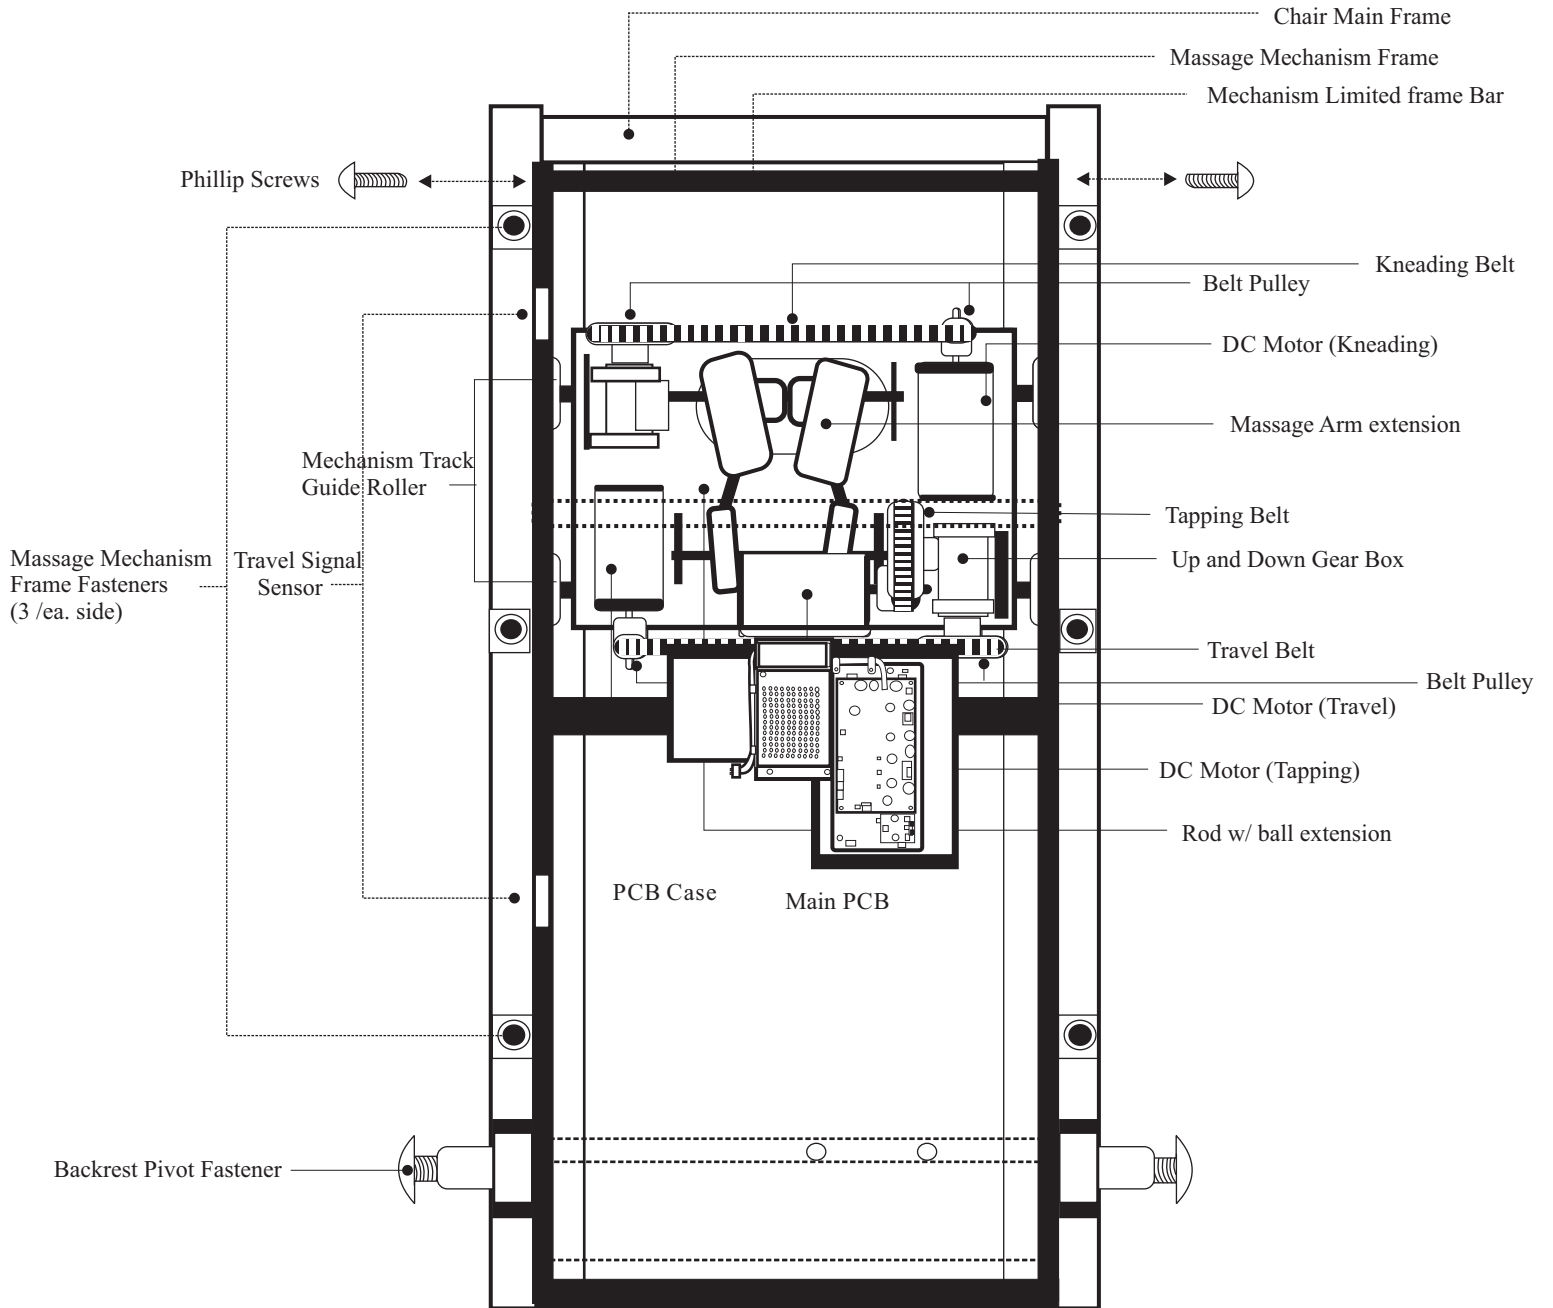 Chair Main Frame
Massage Mechanism Frame
Mechanism Limited frame Bar
Phillip Screws
Kneading Belt
Belt Pulley
DC Motor (Kneading)
Massage Arm extension
Mechanism Track
Guide Roller
Tapping Belt
Up and Down Gear Box
Massage Mechanism
Frame Fasteners
(3 /ea. side)
Travel Signal
Sensor
Travel Belt
Belt Pulley
DC Motor (Travel)
DC Motor (Tapping)
Rod w/ ball extension
PCB Case
Main PCB
Backrest Pivot Fastener